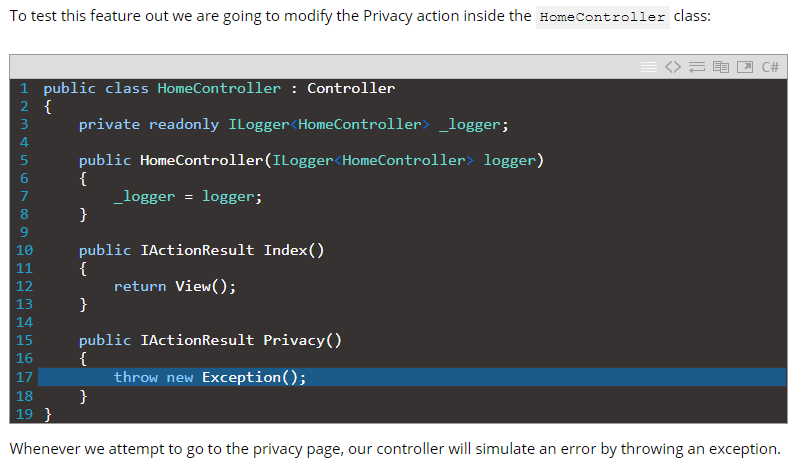 To test this feature out we are going to modify the Privacy action inside the HomeController class:
C#
1 public class HomeController : Controller
2 {
3     private readonly ILogger<HomeController> _logger;
4
5     public HomeController(ILogger<HomeController> logger)
6     {
7         _logger = logger;
8     }
9
10     public IActionResult Index()
11     {
12         return View();
13     }
14
15     public IActionResult Privacy()
16     {
17         throw new Exception();
18     }
19 }
Whenever we attempt to go to the privacy page, our controller will simulate an error by throwing an exception.